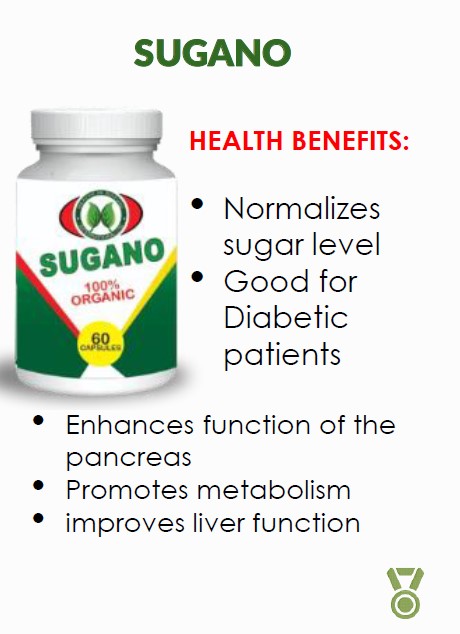 SUGANO
HEALTH BENEFITS:
• Normalizes
sugar level
• Good for
Diabetic
patients
SUGANO
100%
ORGANIC
60
CAPSULES
• Enhances function of the
pancreas
• Promotes metabolism
• improves liver function